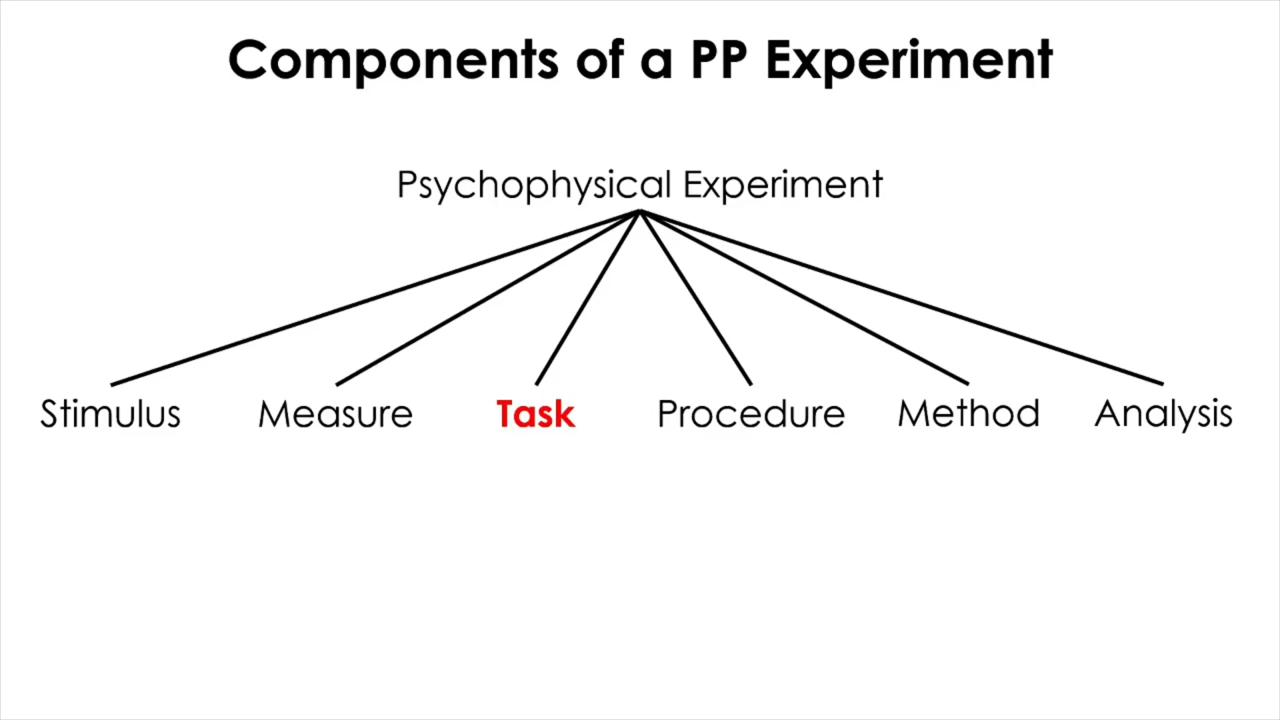 Components of a PP Experiment
Psychophysical Experiment
Stimulus Measure Task Procedure Method Analysis